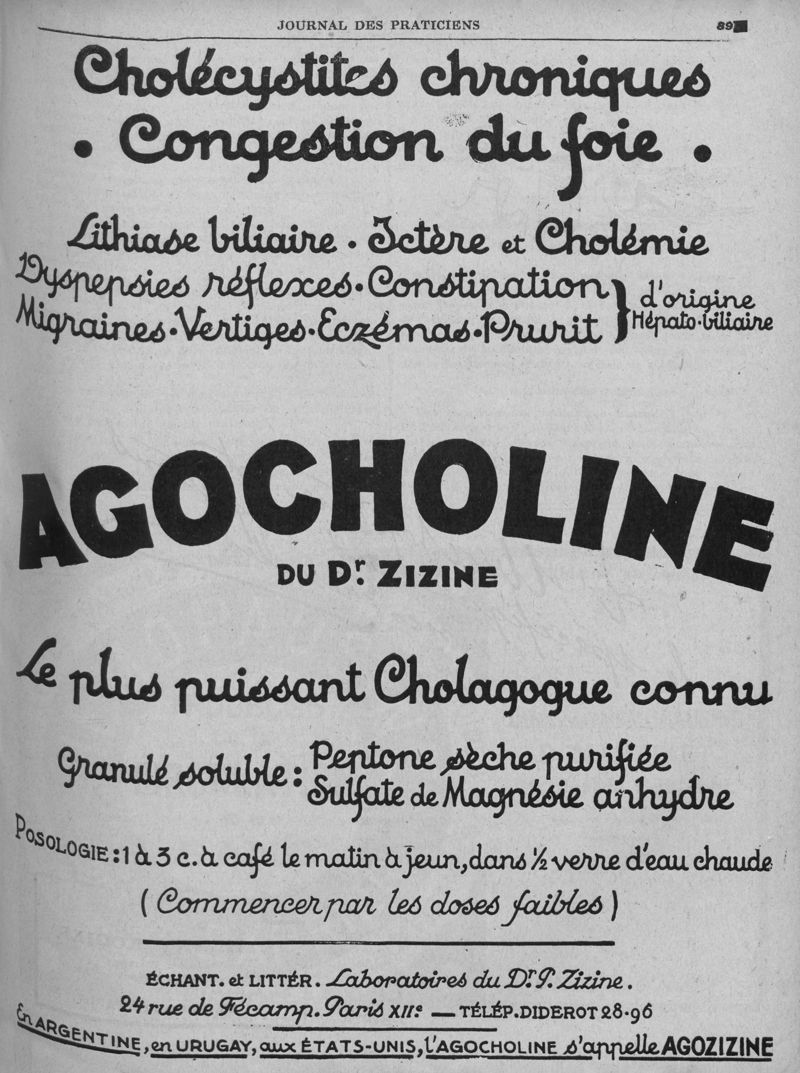 JOURNAL DES PRATICIENS
Cholécystites chroniques
• Congestion du foie •
Lithiase biliaire • Ictère et Cholémie
Dyspepsies réflexes • Constipation
Migraines • Vertiges • Eczémas • Prurit } d'origine
Hépato-biliaire
AGOCHOLINE
DU Dr. ZIZINE
Le plus puissant Cholagogue connu
Granulé soluble : Peptone sèche purifiée
Sulfate de Magnésie anhydre
POSOLOGIE : 1 à 3 c. à café le matin à jeun, dans 1/2 verre d'eau chaude
(Commencer par les doses faibles)
ÉCHANT. et LITTÉR. Laboratoires du Dr. P. Zizine.
24 rue de Fécamp. Paris XIIe — TÉLÉP. DIDEROT 28-96
En ARGENTINE, en URUGAY, aux ÉTATS-UNIS, l'AGOCHOLINE s'appelle AGOZIZINE